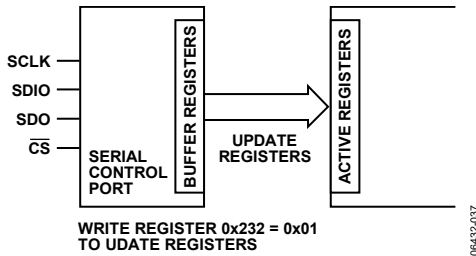 SCLK
SDIO
SDO
CS
SERIAL
CONTROL
PORT
BUFFER REGISTERS
UPDATE
REGISTERS
ACTIVE REGISTERS
WRITE REGISTER 0x232 = 0x01
TO UDATE REGISTERS
06432-037